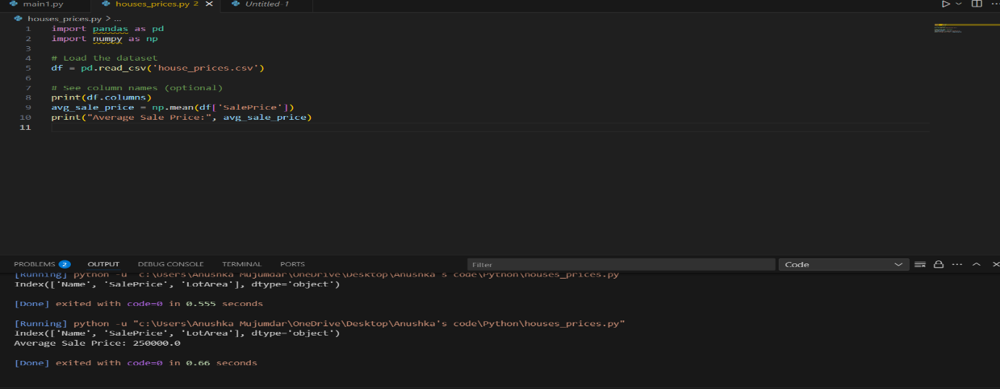 main1.py houses_prices.py 2 Untitled-1
houses_prices.py > ...
1 import pandas as pd
2 import numpy as np
3
4 # Load the dataset
5 df = pd.read_csv('house_prices.csv')
6
7 # See column names (optional)
8 print(df.columns)
9 avg_sale_price = np.mean(df['SalePrice'])
10 print("Average Sale Price:", avg_sale_price)
11
PROBLEMS 2 OUTPUT DEBUG CONSOLE TERMINAL PORTS Filter Code
[Running] python -u "c:\Users\Anushka Mujumdar\OneDrive\Desktop\Anushka's code\Python\houses_prices.py"
Index(['Name', 'SalePrice', 'LotArea'], dtype='object')
[Done] exited with code=0 in 0.555 seconds
[Running] python -u "c:\Users\Anushka Mujumdar\OneDrive\Desktop\Anushka's code\Python\houses_prices.py"
Index(['Name', 'SalePrice', 'LotArea'], dtype='object')
Average Sale Price: 250000.0
[Done] exited with code=0 in 0.66 seconds